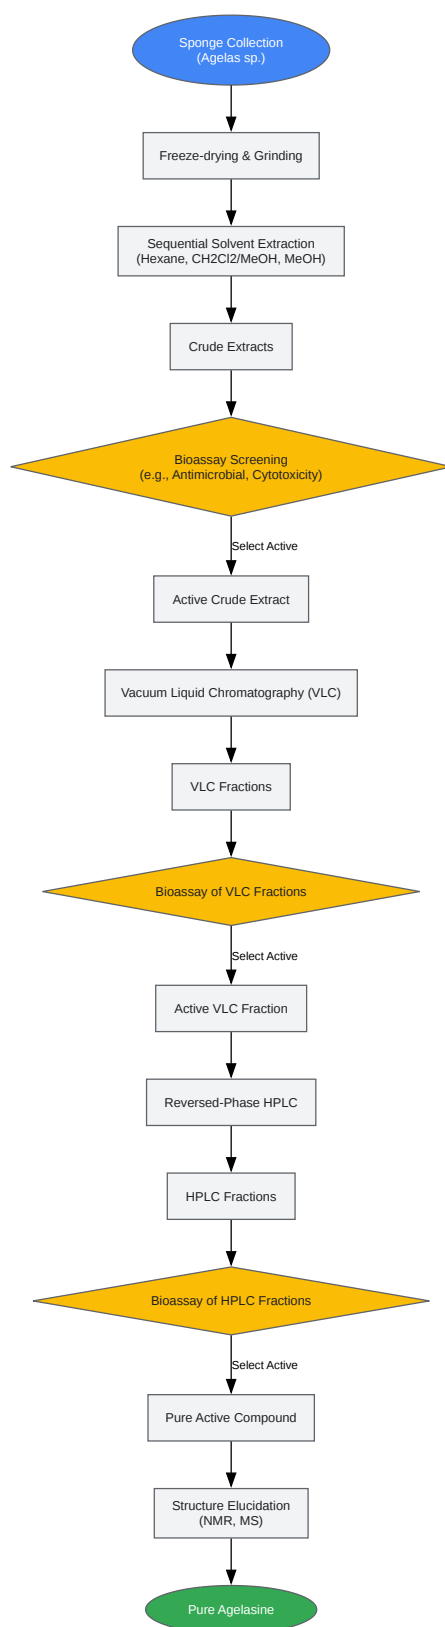 Sponge Collection
(Agelas sp.)
Freeze-drying & Grinding
Sequential Solvent Extraction
(Hexane, CH2Cl2/MeOH, MeOH)
Crude Extracts
Bioassay Screening
(e.g., Antimicrobial, Cytotoxicity)
Select Active
Active Crude Extract
Vacuum Liquid Chromatography (VLC)
VLC Fractions
Bioassay of VLC Fractions
Select Active
Active VLC Fraction
Reversed-Phase HPLC
HPLC Fractions
Bioassay of HPLC Fractions
Select Active
Pure Active Compound
Structure Elucidation
(NMR, MS)
Pure Agelasine